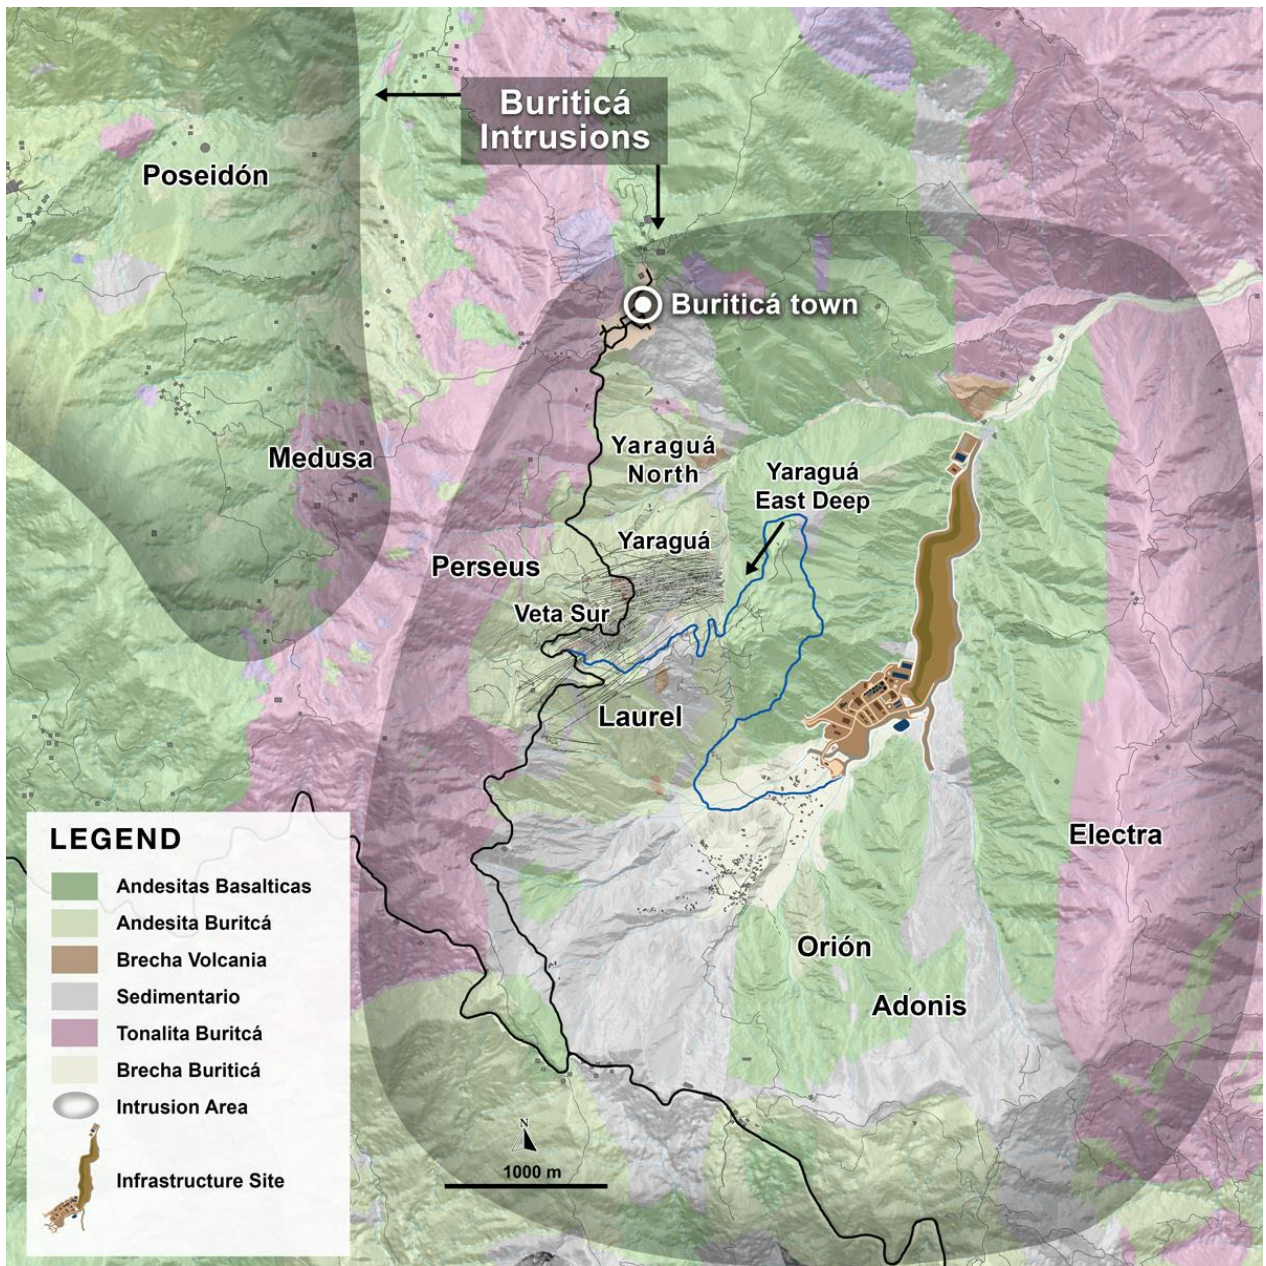 Buriticá
Intrusions
Poseidón
Buriticá town
Medusa
Yaraguá
North
Yaraguá
East Deep
Yaraguá
Perseus
Veta Sur
Laurel
Electra
Orión
Adonis
LEGEND
Andesitas Basalticas
Andesita Buritcá
Brecha Volcania
Sedimentario
Tonalita Buritcá
Brecha Buriticá
Intrusion Area
Infrastructure Site
N
1000 m